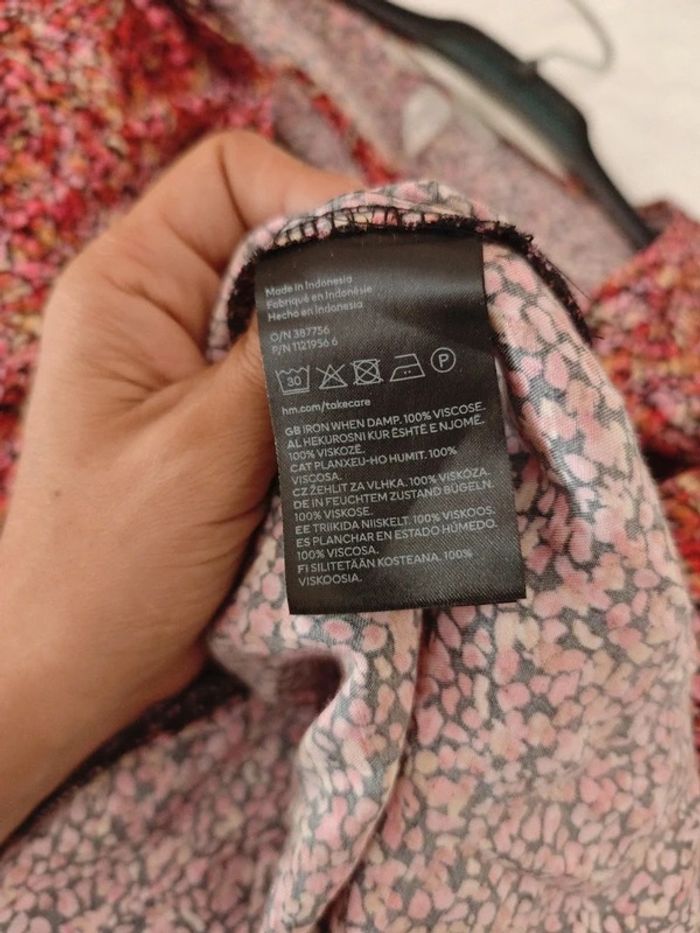 Made in Indonesia
Fabriqué en Indonésie
Hecho en Indonesia
O/N 387756
P/N 1121956 6
30 P
hm.com/takecare
GB IRON WHEN DAMP. 100% VISCOSE.
AL HEKUROSNI KUR ËSHTË E NJOMË.
100% VISKOZË.
CAT PLANXEU-HO HUMIT. 100%
VISCOSA.
CZ ŽEHLIT ZA VLHKA. 100% VISKÓZA.
DE IN FEUCHTEM ZUSTAND BÜGELN.
100% VISKOSE.
EE TRIIKIDA NIISKELT. 100% VISKOOS.
ES PLANCHAR EN ESTADO HÚMEDO.
100% VISCOSA.
FI SILITETÄÄN KOSTEANA. 100%
VISKOOSIA.